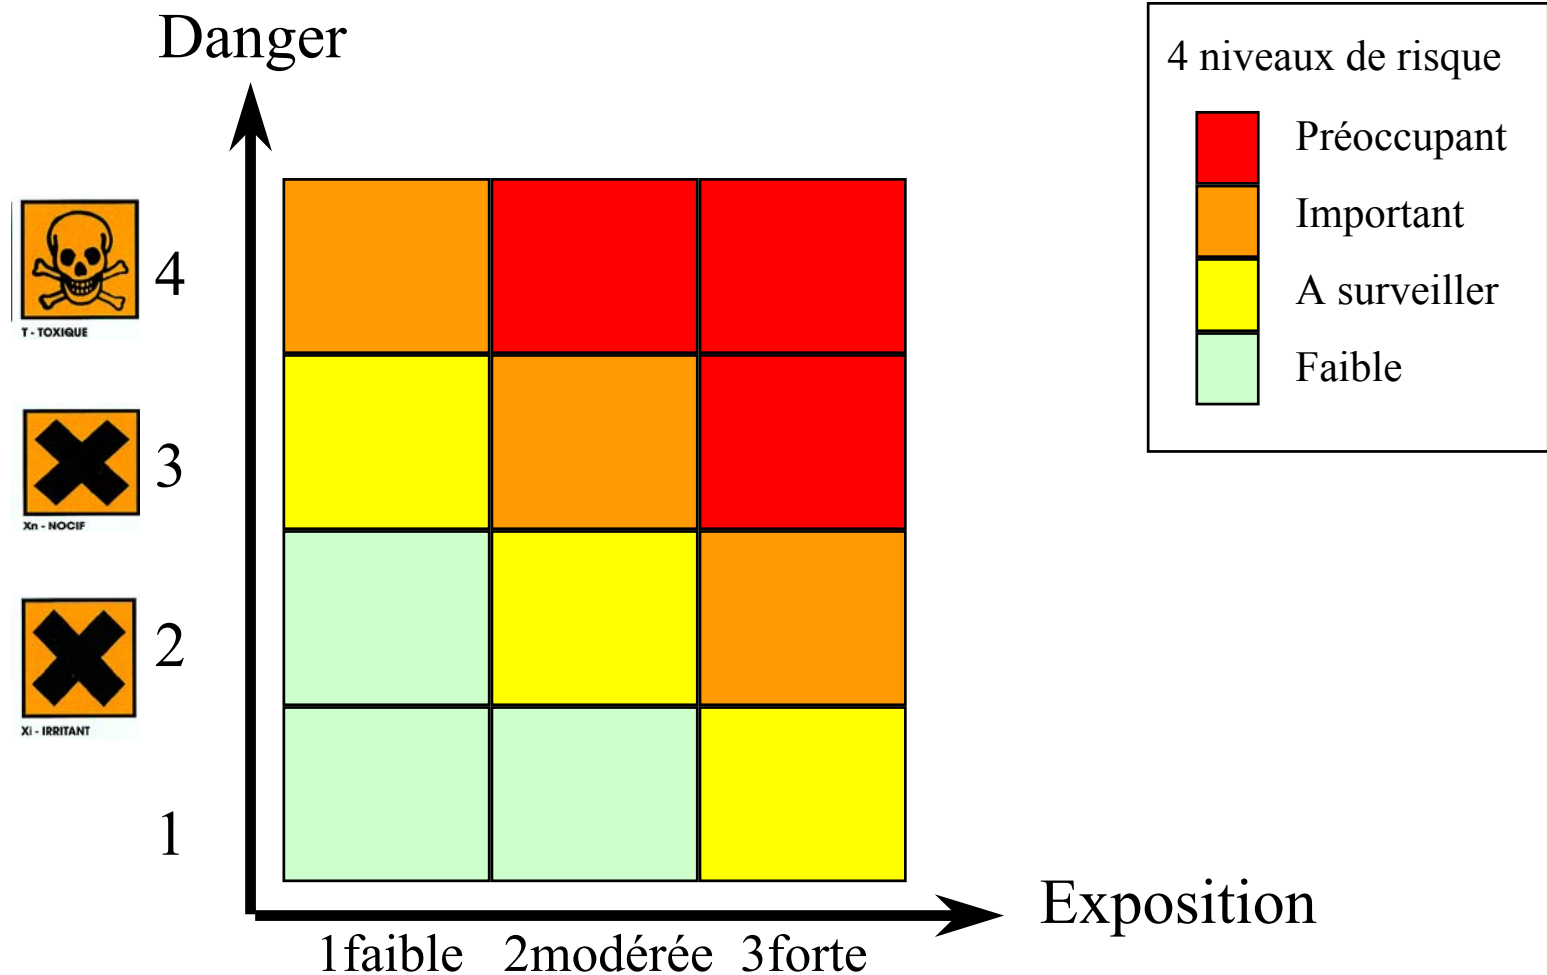 Danger
4 niveaux de risque
Préoccupant
Important
A surveiller
Faible
4
T - TOXIQUE
3
Xn - NOCIF
2
Xi - IRRITANT
1
Exposition
1faible 2modérée 3forte